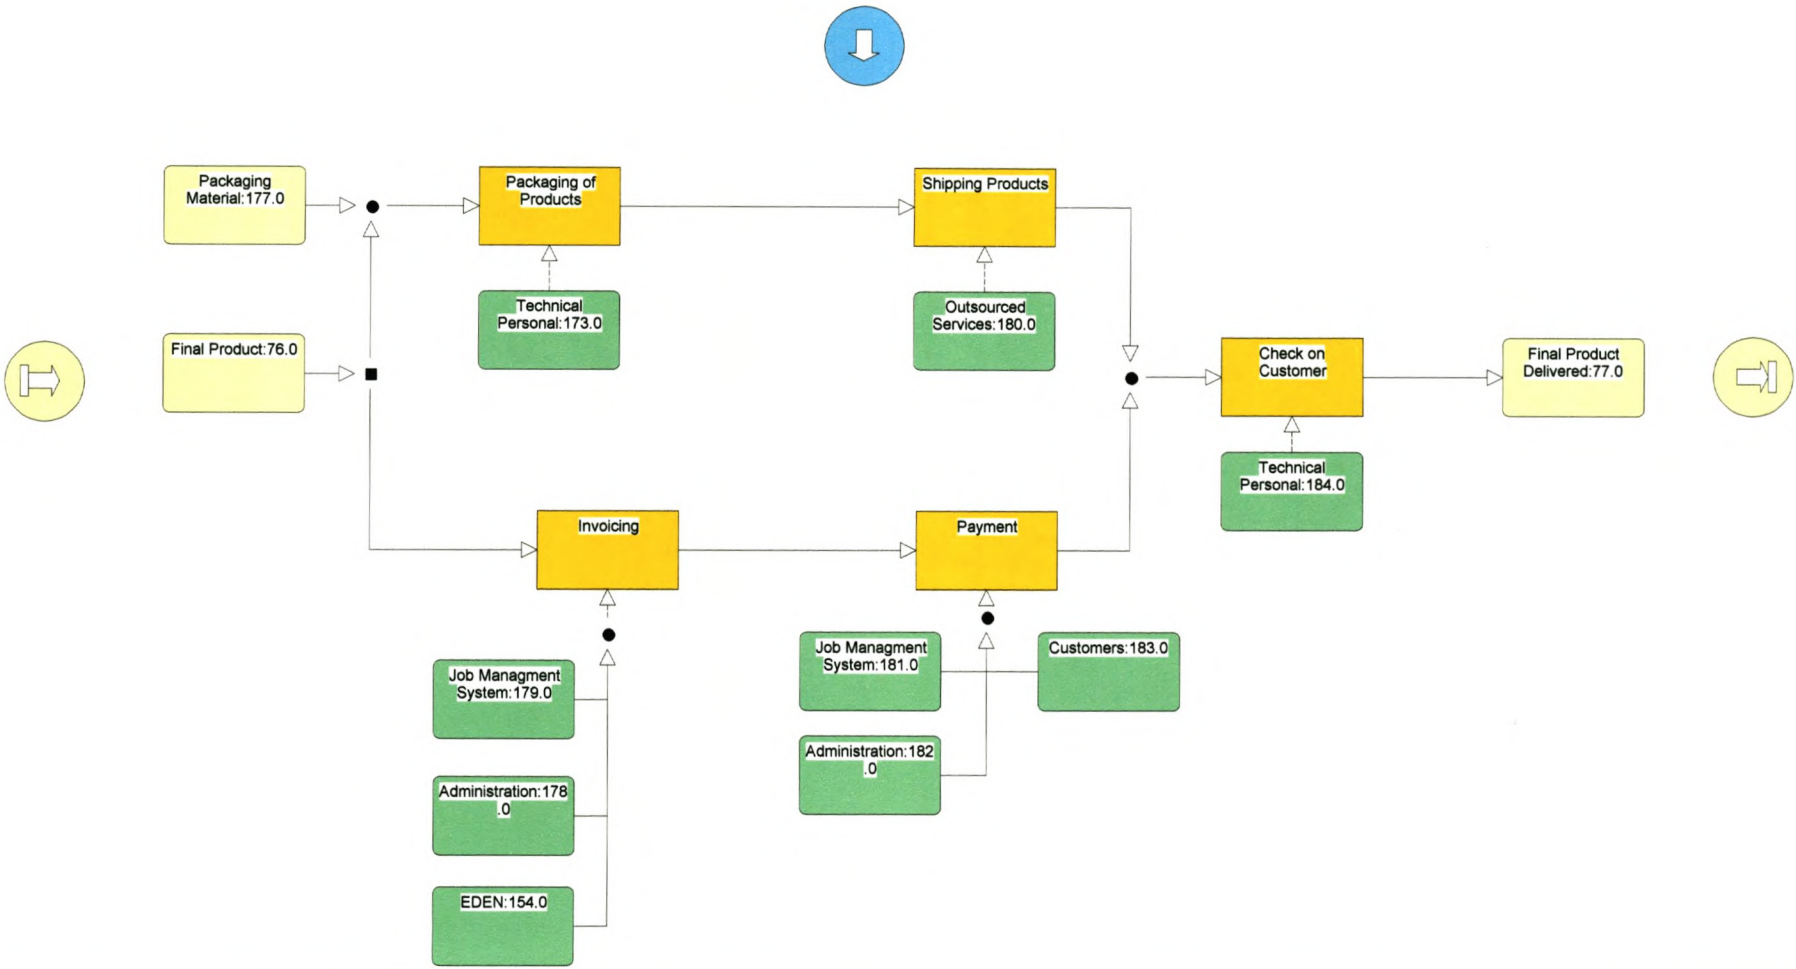 Packaging
Material:177.0
Packaging of
Products
Shipping Products
Technical
Personal:173.0
Outsourced
Services:180.0
Final Product:76.0
Check on
Customer
Final Product
Delivered:77.0
Technical
Personal:184.0
Invoicing
Payment
Job Managment
System:179.0
Job Managment
System:181.0
Customers:183.0
Administration:178
.0
Administration:182
.0
EDEN:154.0